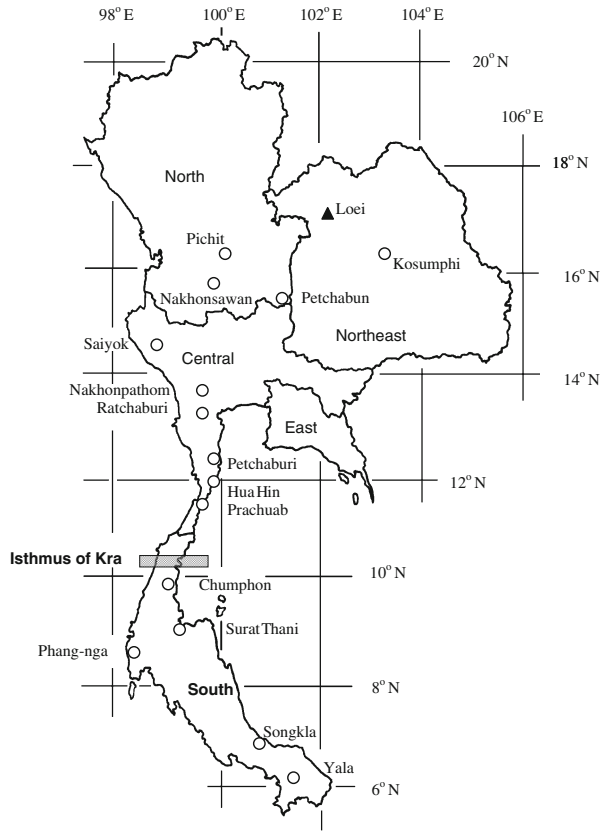 98° E 100° E 102° E 104° E
20° N
106° E
18° N
North
Loei
Pichit
Kosumphi
16° N
Nakhonsawan
Petchabun
Northeast
Saiyok
Central
14° N
Nakhonpathom
Ratchaburi
East
Petchaburi
12° N
Hua Hin
Prachuab
Isthmus of Kra
10° N
Chumphon
Surat Thani
Phang-nga
South
8° N
Songkla
Yala
6° N